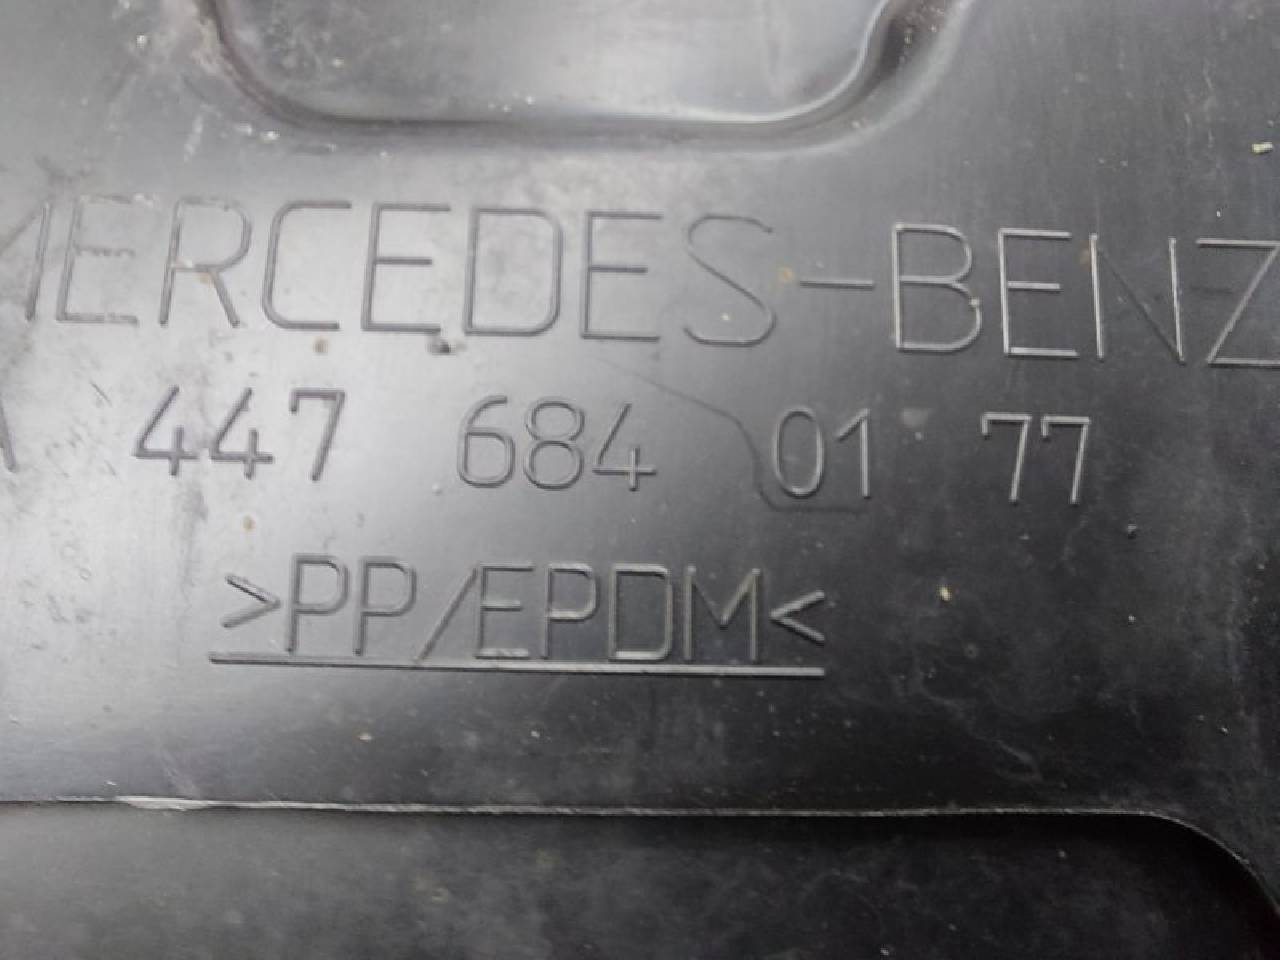 MERCEDES-BENZ
A 447 684 01 77
>PP/EPDM<